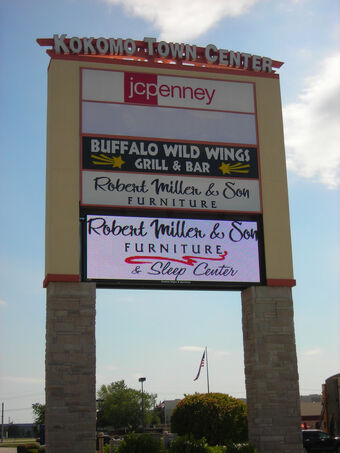 KOKOMO TOWN CENTER
jcpenney
BUFFALO WILD WINGS
GRILL & BAR
Robert Miller & Son
FURNITURE
Robert Miller & Son
FURNITURE
& Sleep Center